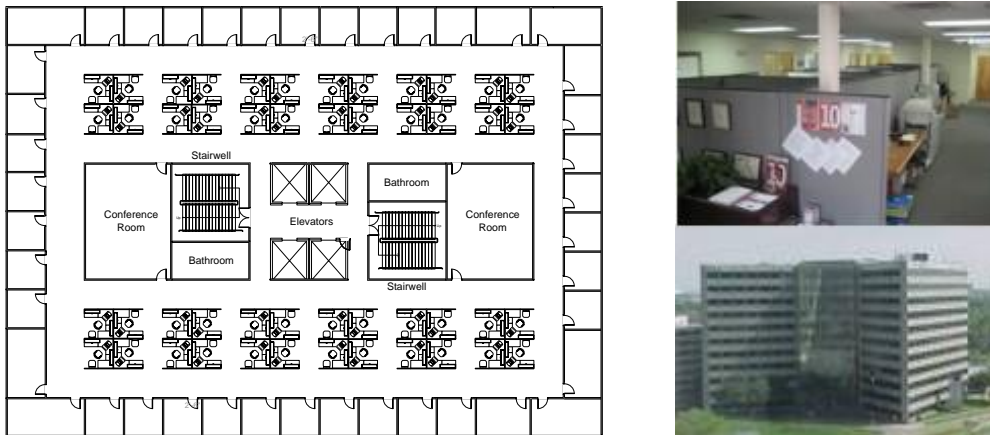 Stairwell
Bathroom
Conference
Room
Elevators
Conference
Room
Bathroom
Stairwell
10